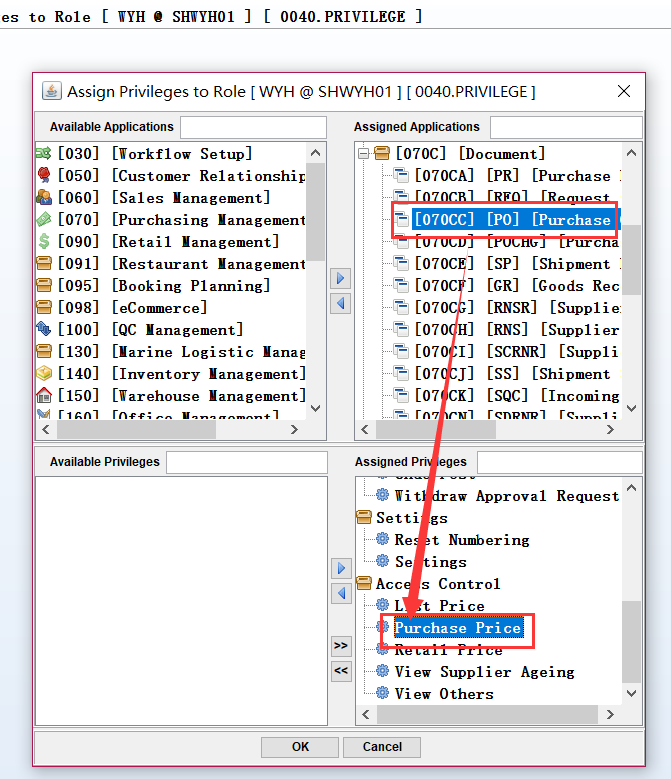 es to Role [ WYH @ SHWYH01 ] [ 0040.PRIVILEGE ]
Assign Privileges to Role [ WYH @ SHWYH01 ] [ 0040.PRIVILEGE ]
Available Applications
[030] [Workflow Setup]
[050] [Customer Relationship
[060] [Sales Management]
[070] [Purchasing Management
[090] [Retail Management]
[091] [Restaurant Management
[095] [Booking Planning]
[098] [eCommerce]
[100] [QC Management]
[130] [Marine Logistic Manag
[140] [Inventory Management]
[150] [Warehouse Management]
[160] [Office Management]
Assigned Applications
[070C] [Document]
[070CA] [PR] [Purchase
[070CB] [RFQ] [Request
[070CC] [PO] [Purchase
[070CD] [POCHG] [Purcha
[070CE] [SP] [Shipment
[070CF] [GR] [Goods Rec
[070CG] [RNSR] [Supplie
[070CH] [RNS] [Supplier
[070CI] [SCRNR] [Suppli
[070CJ] [SS] [Shipment
[070CK] [SQC] [Incoming
[070CN] [SDRNR] [Suppli
Available Privileges
Assigned Privileges
Undo Post
Withdraw Approval Request
Settings
Reset Numbering
Settings
Access Control
List Price
Purchase Price
Retail Price
View Supplier Ageing
View Others
>>
<<
OK
Cancel